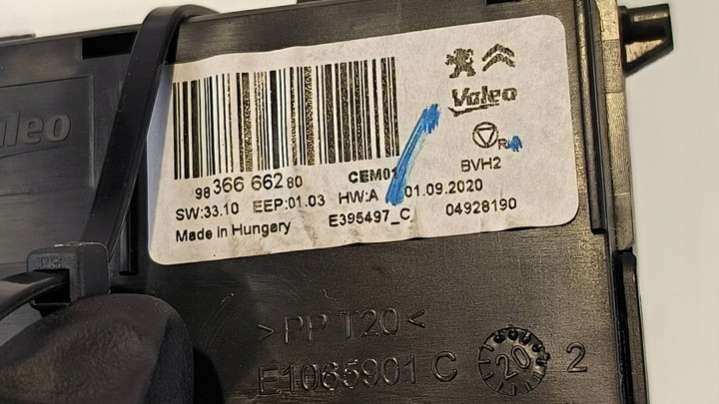 Valeo
leo
R
98 366 662 80
CEM01
BVH2
SW:33.10 EEP:01.03 HW:A 01.09.2020
Made in Hungary E395497_C 04928190
>PP T20<
E1065901 C 20 2